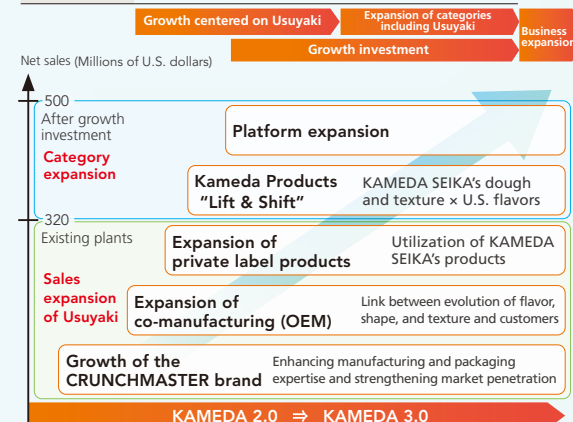 Growth centered on Usuyaki
Expansion of categories
including Usuyaki
Business
expansion
Growth investment
Net sales (Millions of U.S. dollars)
500
After growth
investment
Category
expansion
Platform expansion
Kameda Products
“Lift & Shift”
KAMEDA SEIKA’s dough
and texture × U.S. flavors
320
Existing plants
Sales
expansion
of Usuyaki
Expansion of
private label products
Utilization of KAMEDA
SEIKA’s products
Expansion of
co-manufacturing (OEM)
Link between evolution of flavor,
shape, and texture and customers
Growth of the
CRUNCHMASTER brand
Enhancing manufacturing and packaging
expertise and strengthening market penetration
KAMEDA 2.0 ⇒ KAMEDA 3.0